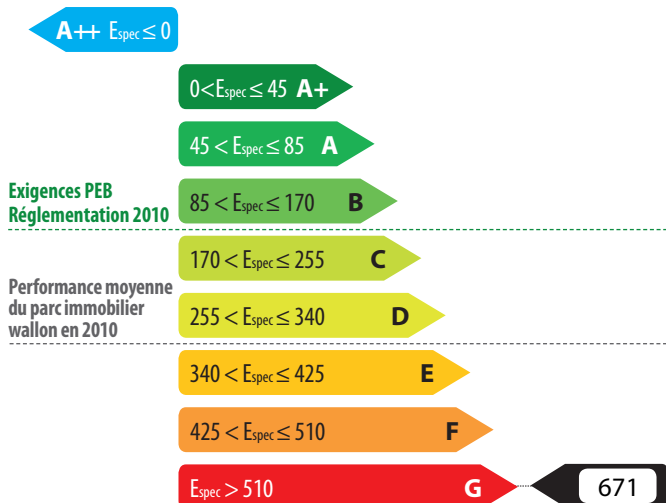 A++ Espec ≤ 0
0 < Espec ≤ 45 A+
45 < Espec ≤ 85 A
Exigences PEB
Réglementation 2010
85 < Espec ≤ 170 B
170 < Espec ≤ 255 C
Performance moyenne
du parc immobilier
wallon en 2010
255 < Espec ≤ 340 D
340 < Espec ≤ 425 E
425 < Espec ≤ 510 F
Espec > 510 G
671